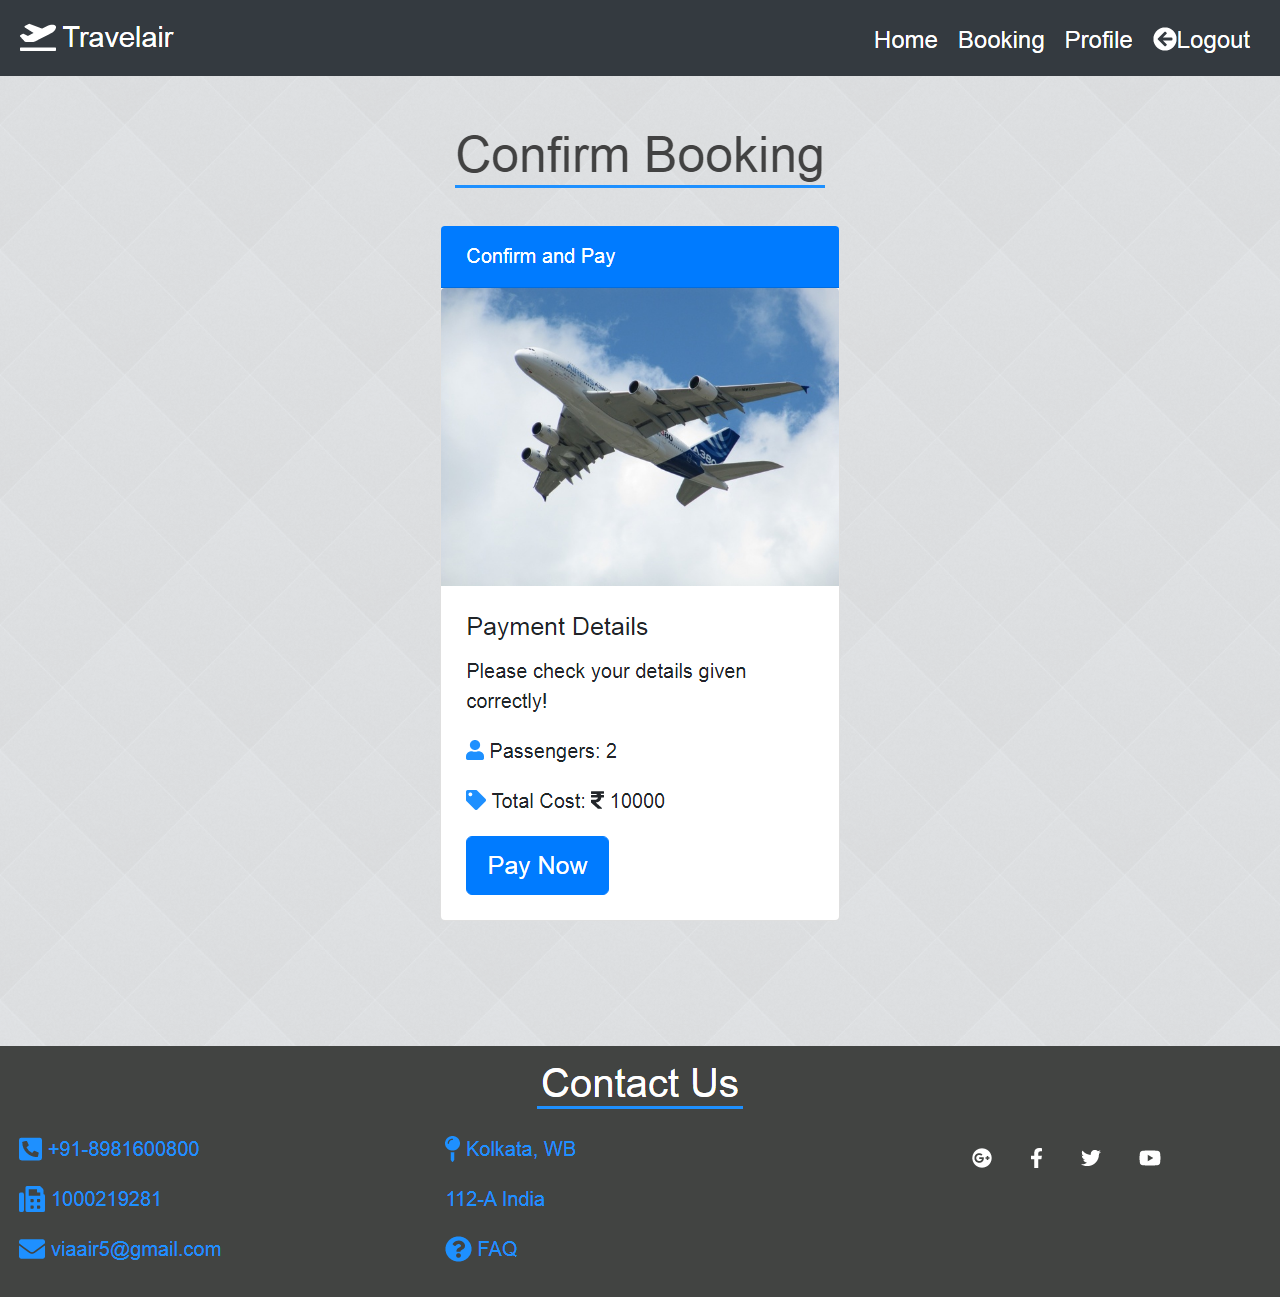 Travelair
Home Booking Profile Logout
Confirm Booking
Confirm and Pay
Payment Details
Please check your details given
correctly!
Passengers: 2
Total Cost: ₹ 10000
Pay Now
Contact Us
+91-8981600800
1000219281
viaair5@gmail.com
Kolkata, WB
112-A India
FAQ